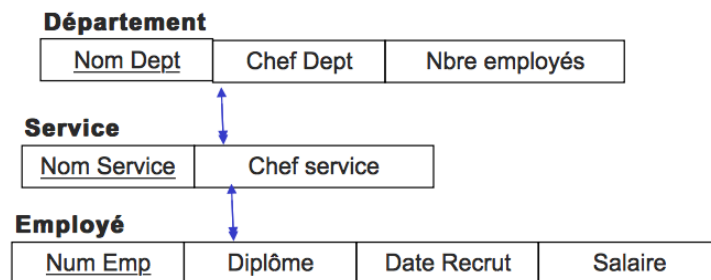 Département
Nom Dept Chef Dept Nbre employés
Service
Nom Service Chef service
Employé
Num Emp Diplôme Date Recrut Salaire